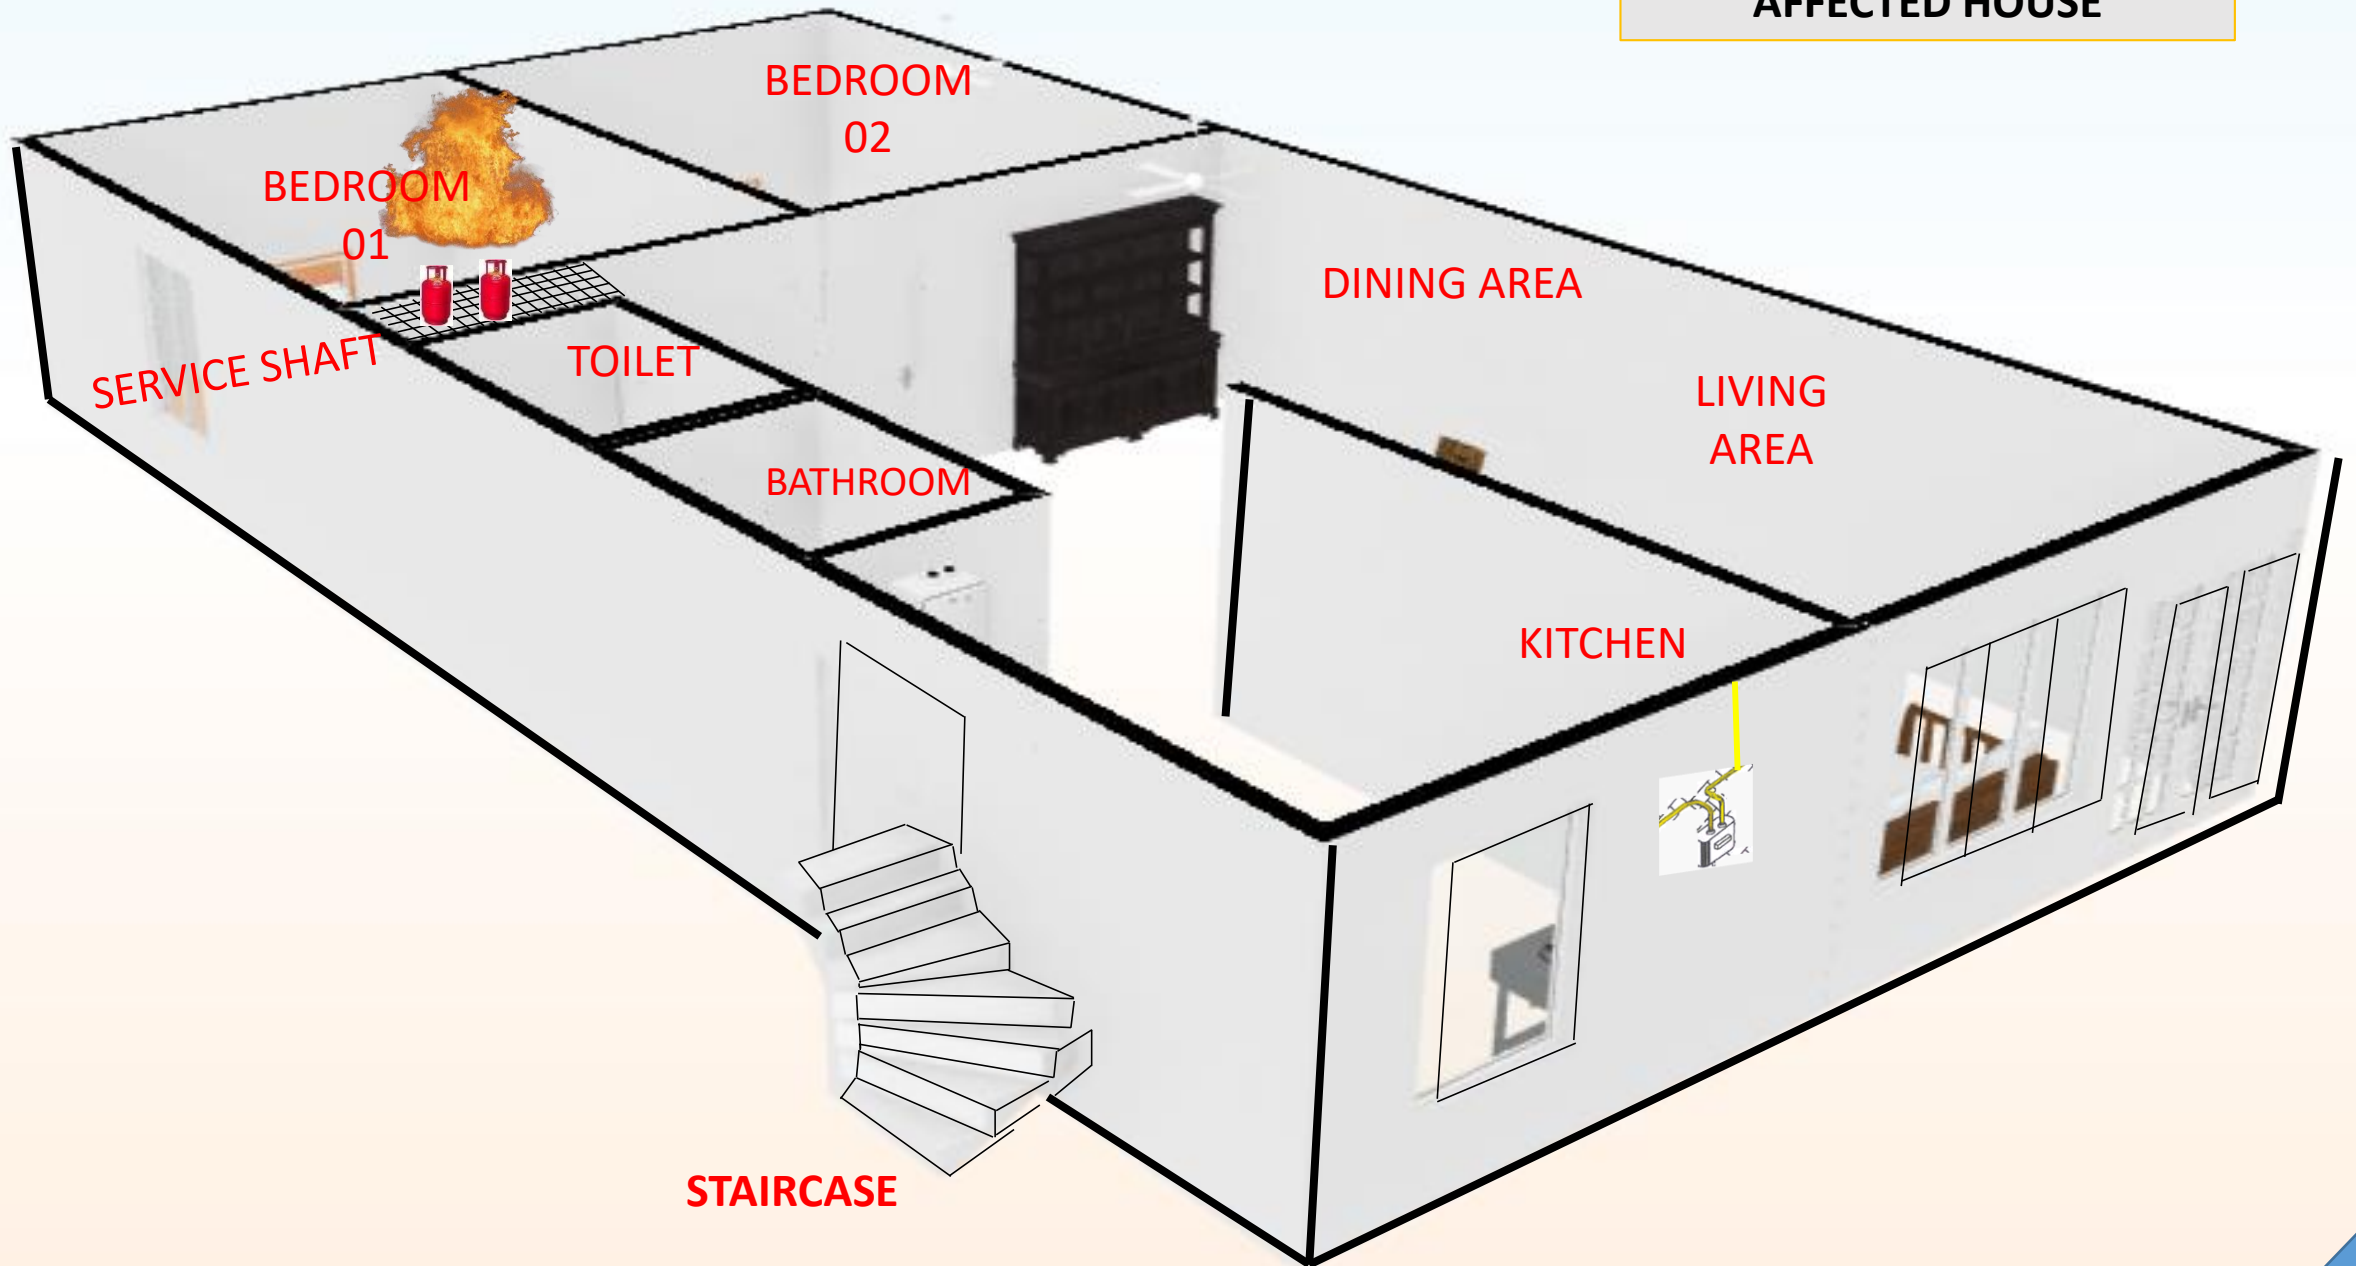 AFFECTED HOUSE
BEDROOM
02
BEDROOM
01
DINING AREA
SERVICE SHAFT
TOILET
LIVING
AREA
BATHROOM
KITCHEN
STAIRCASE